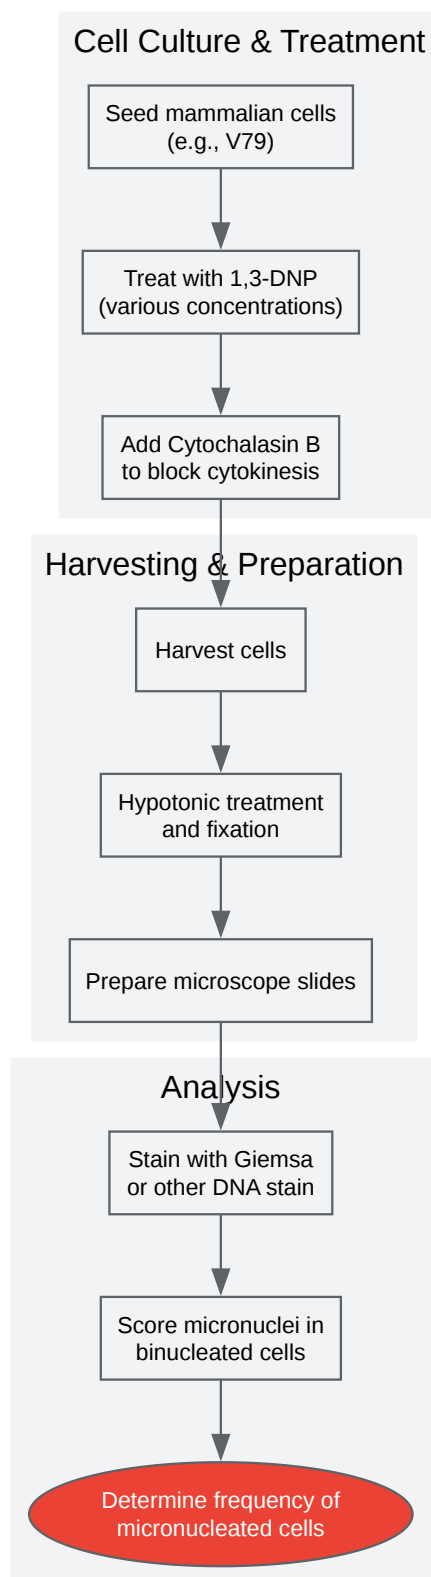 Cell Culture & Treatment
Seed mammalian cells
(e.g., V79)
Treat with 1,3-DNP
(various concentrations)
Add Cytochalasin B
to block cytokinesis
Harvesting & Preparation
Harvest cells
Hypotonic treatment
and fixation
Prepare microscope slides
Analysis
Stain with Giemsa
or other DNA stain
Score micronuclei in
binucleated cells
Determine frequency of
micronucleated cells